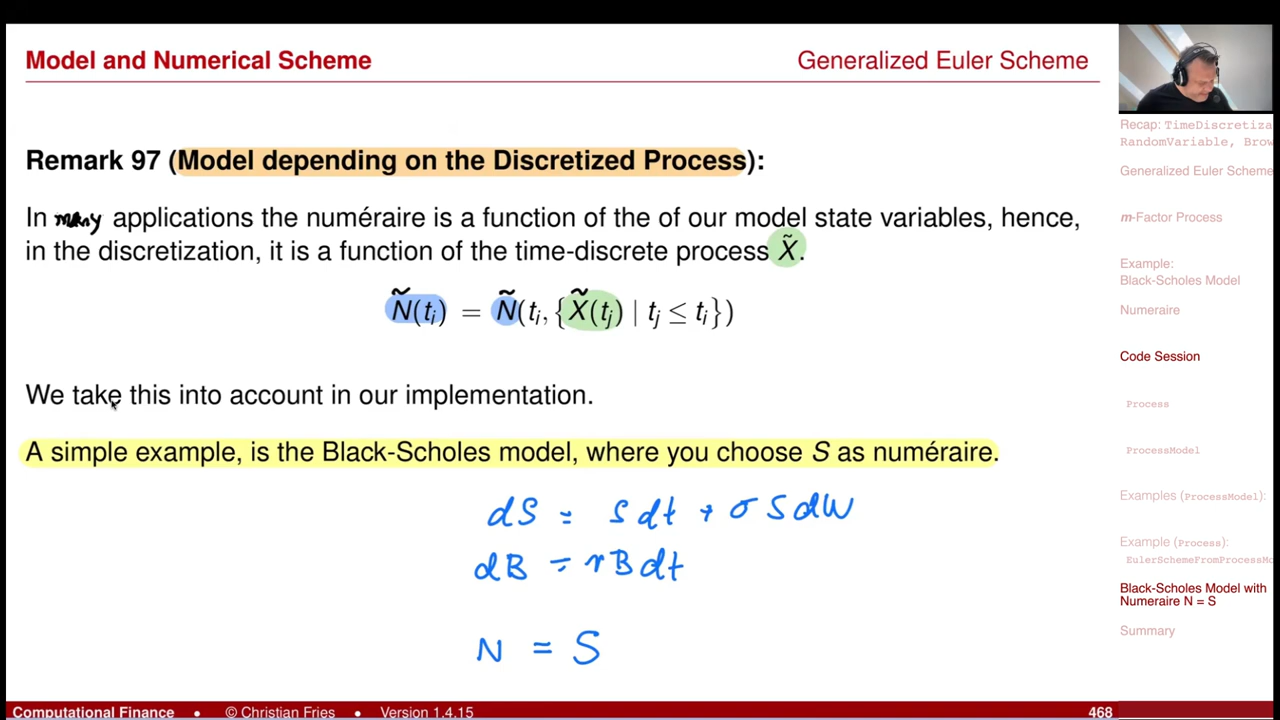 Model and Numerical Scheme
Generalized Euler Scheme
Remark 97 (Model depending on the Discretized Process):
In many applications the numéraire is a function of the of our model state variables, hence,
in the discretization, it is a function of the time-discrete process X̃.
Ñ(tᵢ) = Ñ(tᵢ, {X̃(tⱼ) | tⱼ ≤ tᵢ})
We take this into account in our implementation.
A simple example, is the Black-Scholes model, where you choose S as numéraire.
dS = S dt + σ S dW
dB = r B dt
N = S
Recap: TimeDiscretiza
RandomVariable, Brow
Generalized Euler Scheme
m-Factor Process
Example:
Black-Scholes Model
Numeraire
Code Session
Process
ProcessModel
Examples (ProcessModel):
Example (Process):
EulerSchemeFromProcessMo
Black-Scholes Model with
Numeraire N = S
Summary
Computational Finance • © Christian Fries • Version 1.4.15
468